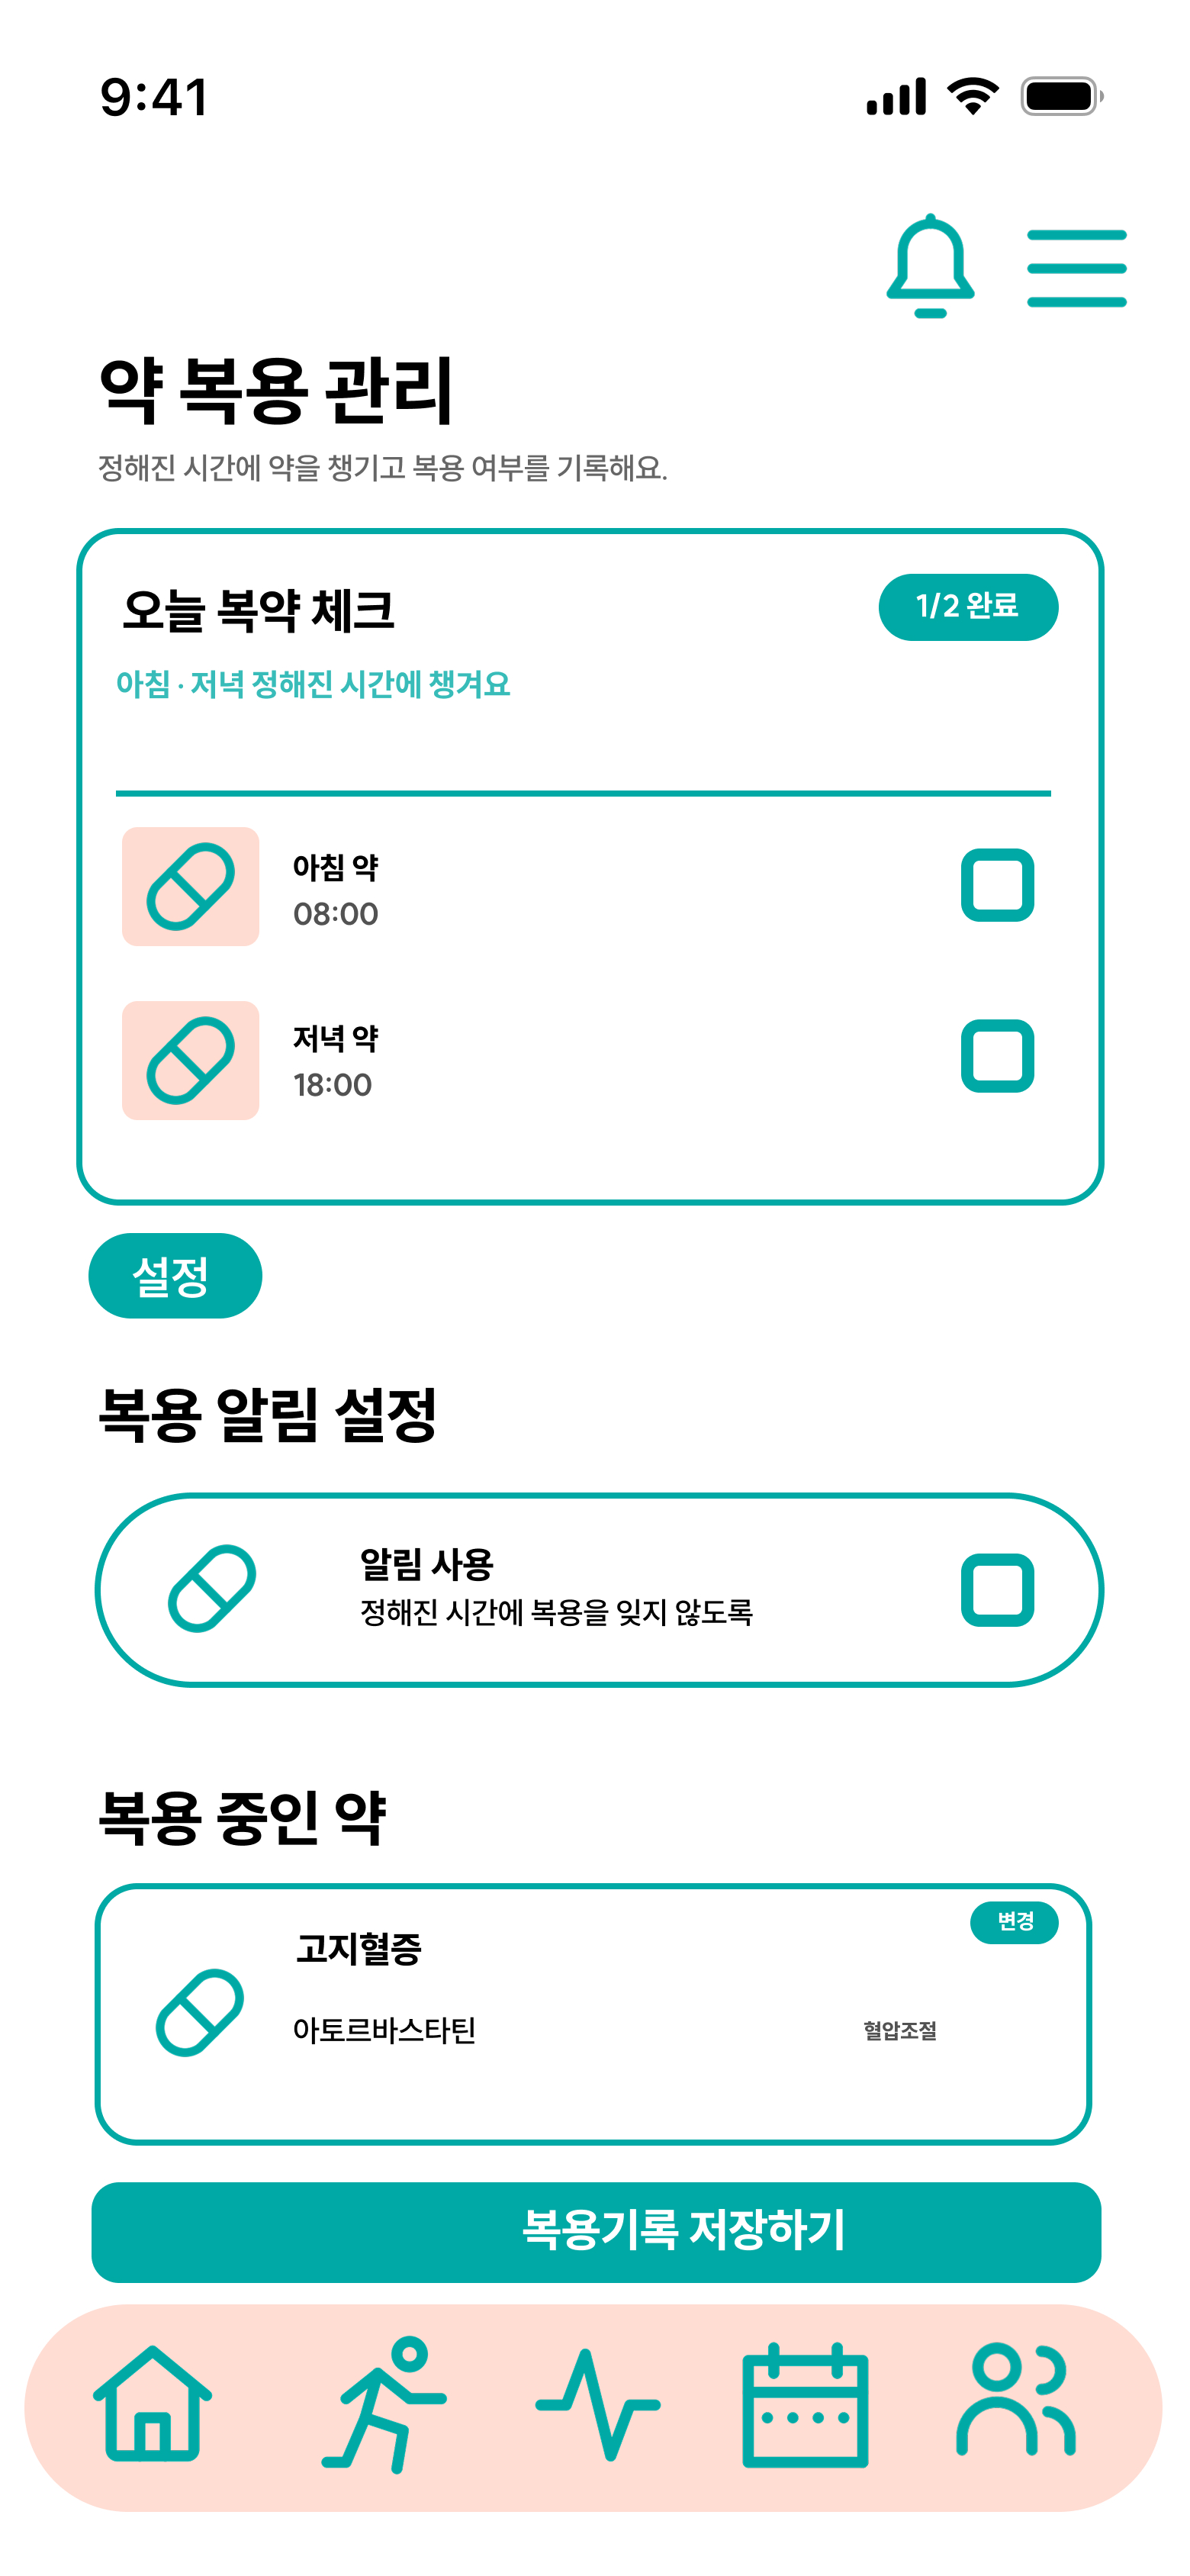 9:41
약 복용 관리
정해진 시간에 약을 챙기고 복용 여부를 기록해요.
오늘 복약 체크
1/2 완료
아침 · 저녁 정해진 시간에 챙겨요
아침 약
08:00
저녁 약
18:00
설정
복용 알림 설정
알림 사용
정해진 시간에 복용을 잊지 않도록
복용 중인 약
변경
고지혈증
아토르바스타틴
혈압조절
복용기록 저장하기